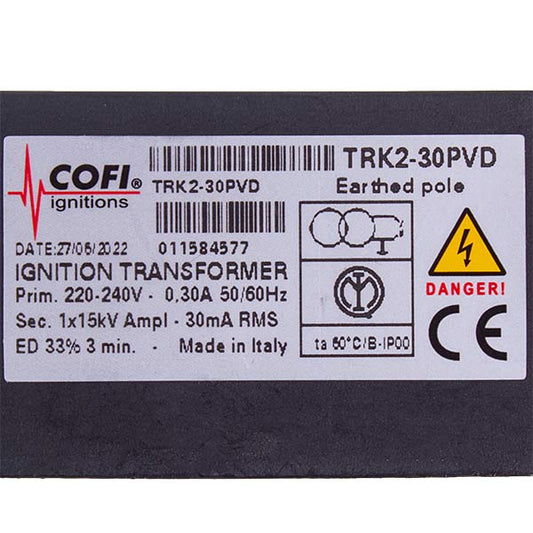 COFI®
ignitions
TRK2-30PVD
TRK2-30PVD
Earthed pole
DATE:27/06/2022
011584577
IGNITION TRANSFORMER
Prim. 220-240V - 0,30A 50/60Hz
Sec. 1x15kV Ampl - 30mA RMS
ED 33% 3 min. - Made in Italy
ta 60°C/B-IP00
DANGER!
CE